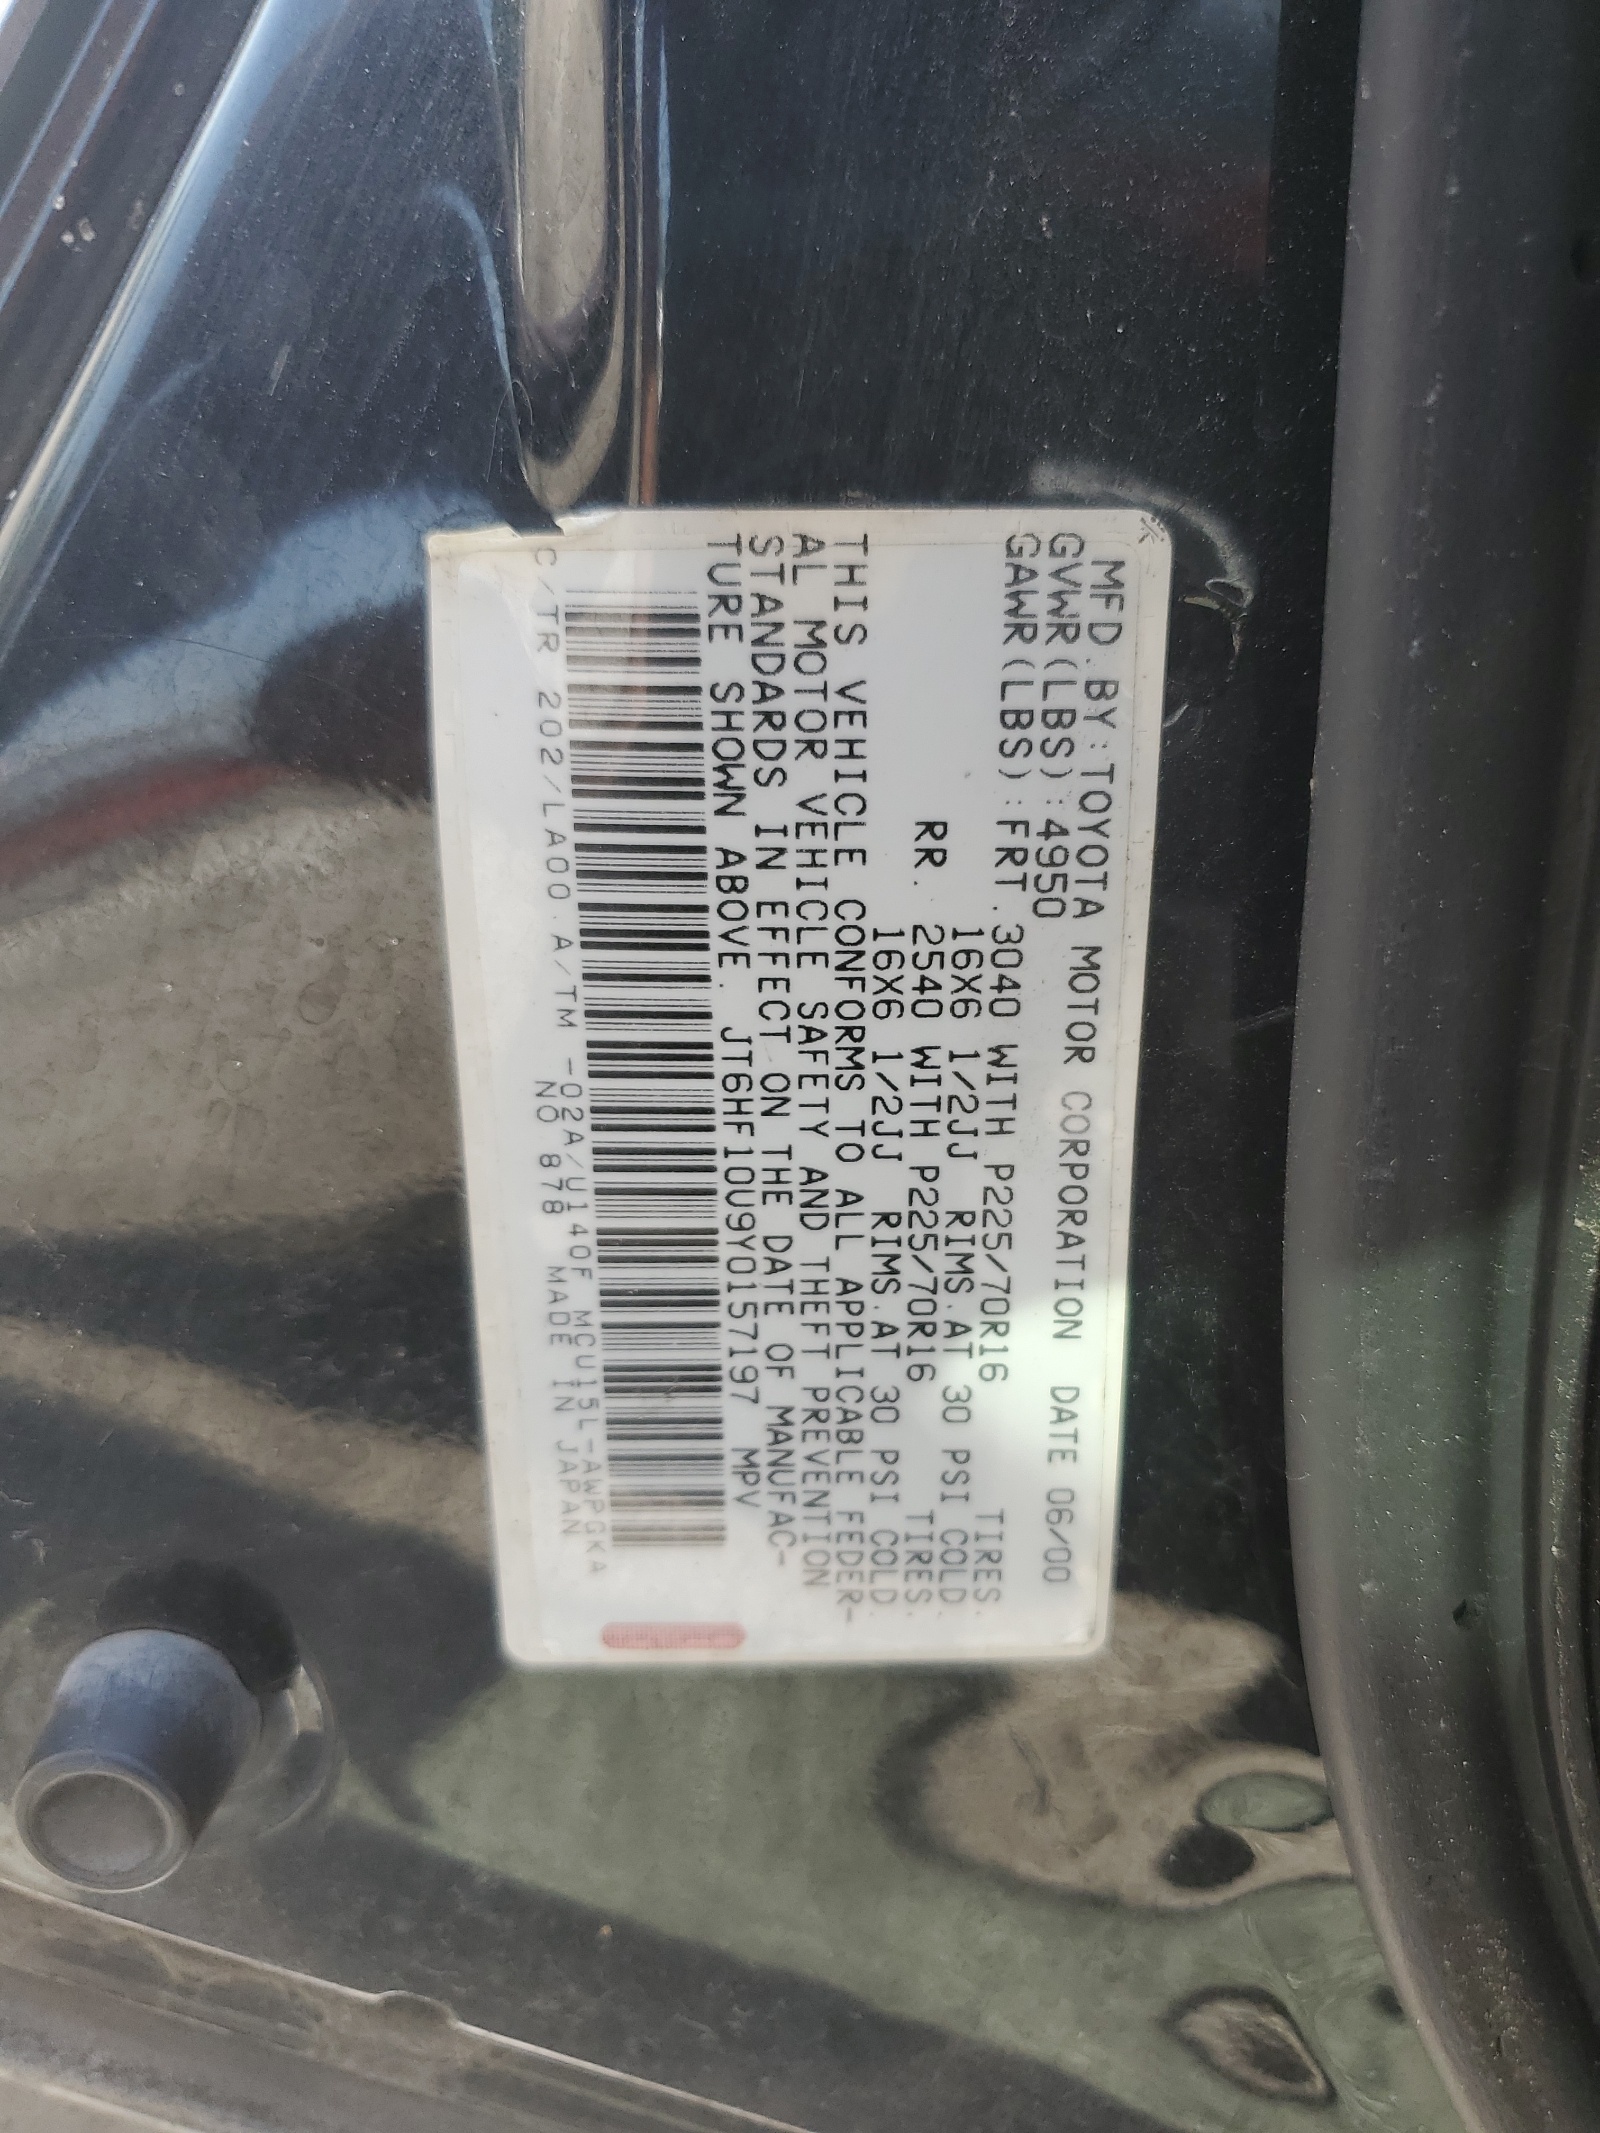 MFD.BY:TOYOTA MOTOR CORPORATION DATE 06/00
GVWR(LBS):4950
GAWR(LBS):FRT.3040 WITH P225/70R16 TIRES.
16X6 1/2JJ RIMS.AT 30 PSI COLD.
RR. 2540 WITH P225/70R16 TIRES.
16X6 1/2JJ RIMS.AT 30 PSI COLD.
THIS VEHICLE CONFORMS TO ALL APPLICABLE FEDER-
AL MOTOR VEHICLE SAFETY AND THEFT PREVENTION
STANDARDS IN EFFECT ON THE DATE OF MANUFAC-
TURE SHOWN ABOVE. JT6HF10U9Y0157197 MPV
C/TR 202/LA00.A/TM -02A/U140F MCU15L-AWPGKA
NO 878 MADE IN JAPAN